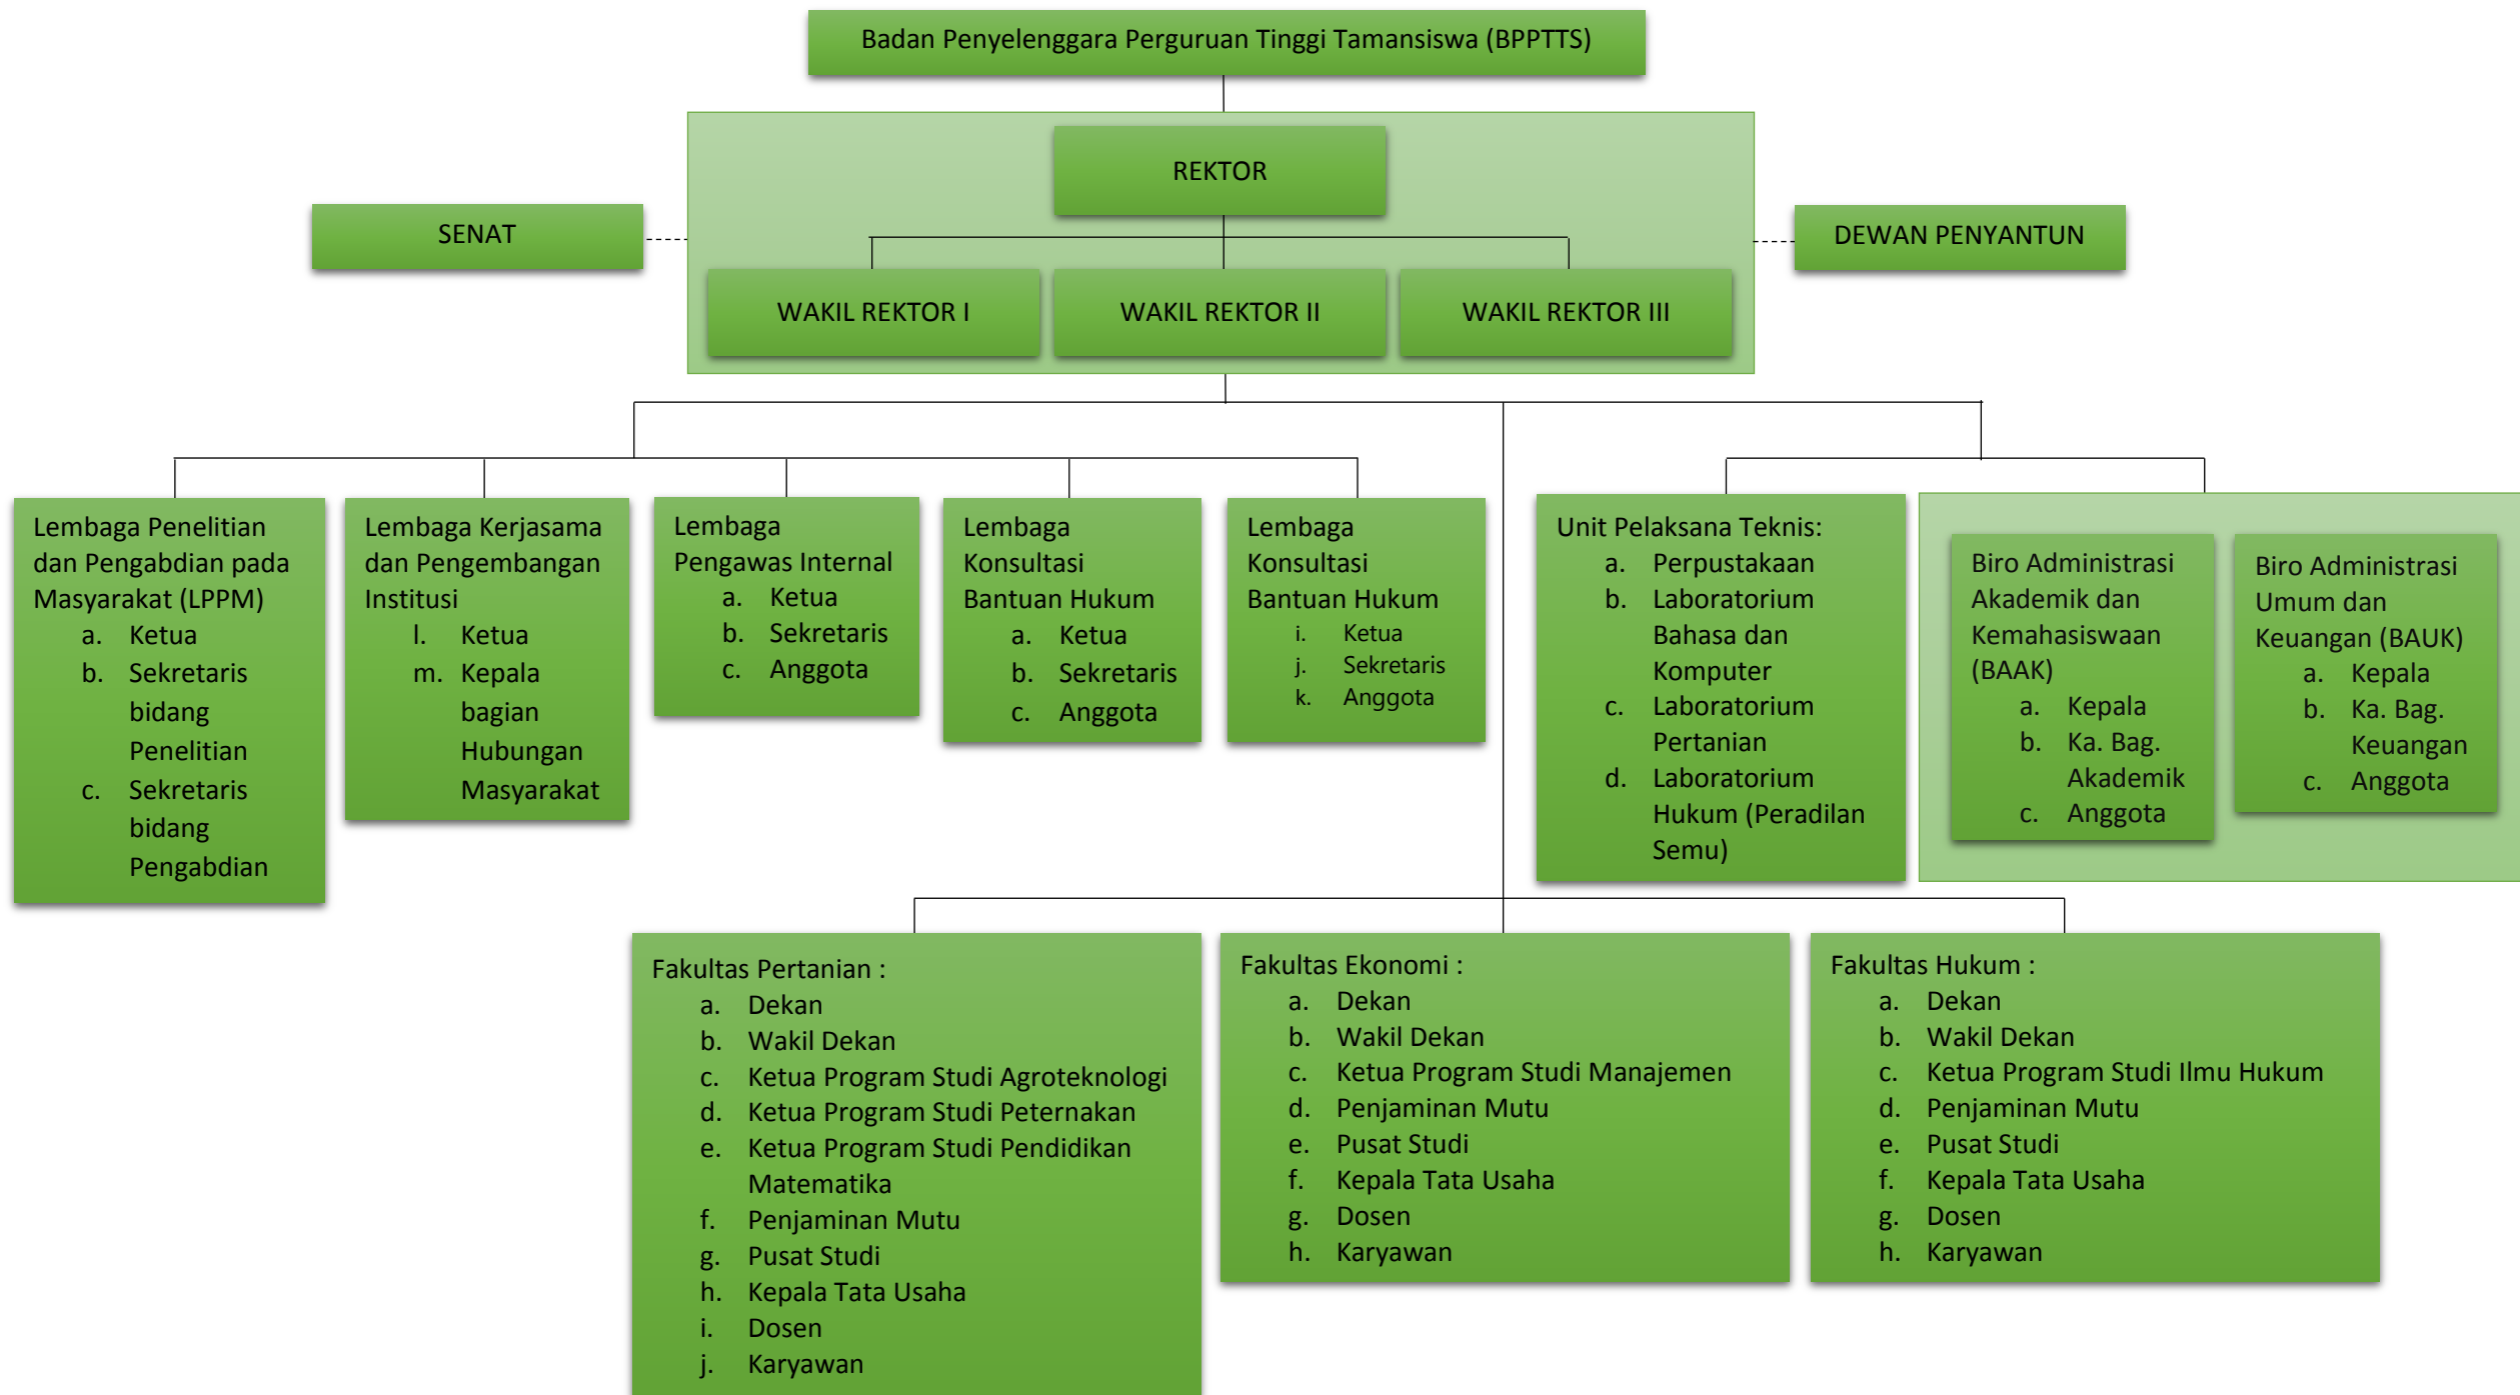 Badan Penyelenggara Perguruan Tinggi Tamansiswa (BPPTTS)
REKTOR
SENAT
DEWAN PENYANTUN
WAKIL REKTOR I
WAKIL REKTOR II
WAKIL REKTOR III
Lembaga Penelitian
dan Pengabdian pada
Masyarakat (LPPM)
a. Ketua
b. Sekretaris
bidang
Penelitian
c. Sekretaris
bidang
Pengabdian
Lembaga Kerjasama
dan Pengembangan
Institusi
l. Ketua
m. Kepala
bagian
Hubungan
Masyarakat
Lembaga
Pengawas Internal
a. Ketua
b. Sekretaris
c. Anggota
Lembaga
Konsultasi
Bantuan Hukum
a. Ketua
b. Sekretaris
c. Anggota
Lembaga
Konsultasi
Bantuan Hukum
i. Ketua
j. Sekretaris
k. Anggota
Unit Pelaksana Teknis:
a. Perpustakaan
b. Laboratorium
Bahasa dan
Komputer
c. Laboratorium
Pertanian
d. Laboratorium
Hukum (Peradilan
Semu)
Biro Administrasi
Akademik dan
Kemahasiswaan
(BAAK)
a. Kepala
b. Ka. Bag.
Akademik
c. Anggota
Biro Administrasi
Umum dan
Keuangan (BAUK)
a. Kepala
b. Ka. Bag.
Keuangan
c. Anggota
Fakultas Pertanian :
a. Dekan
b. Wakil Dekan
c. Ketua Program Studi Agroteknologi
d. Ketua Program Studi Peternakan
e. Ketua Program Studi Pendidikan
Matematika
f. Penjaminan Mutu
g. Pusat Studi
h. Kepala Tata Usaha
i. Dosen
j. Karyawan
Fakultas Ekonomi :
a. Dekan
b. Wakil Dekan
c. Ketua Program Studi Manajemen
d. Penjaminan Mutu
e. Pusat Studi
f. Kepala Tata Usaha
g. Dosen
h. Karyawan
Fakultas Hukum :
a. Dekan
b. Wakil Dekan
c. Ketua Program Studi Ilmu Hukum
d. Penjaminan Mutu
e. Pusat Studi
f. Kepala Tata Usaha
g. Dosen
h. Karyawan